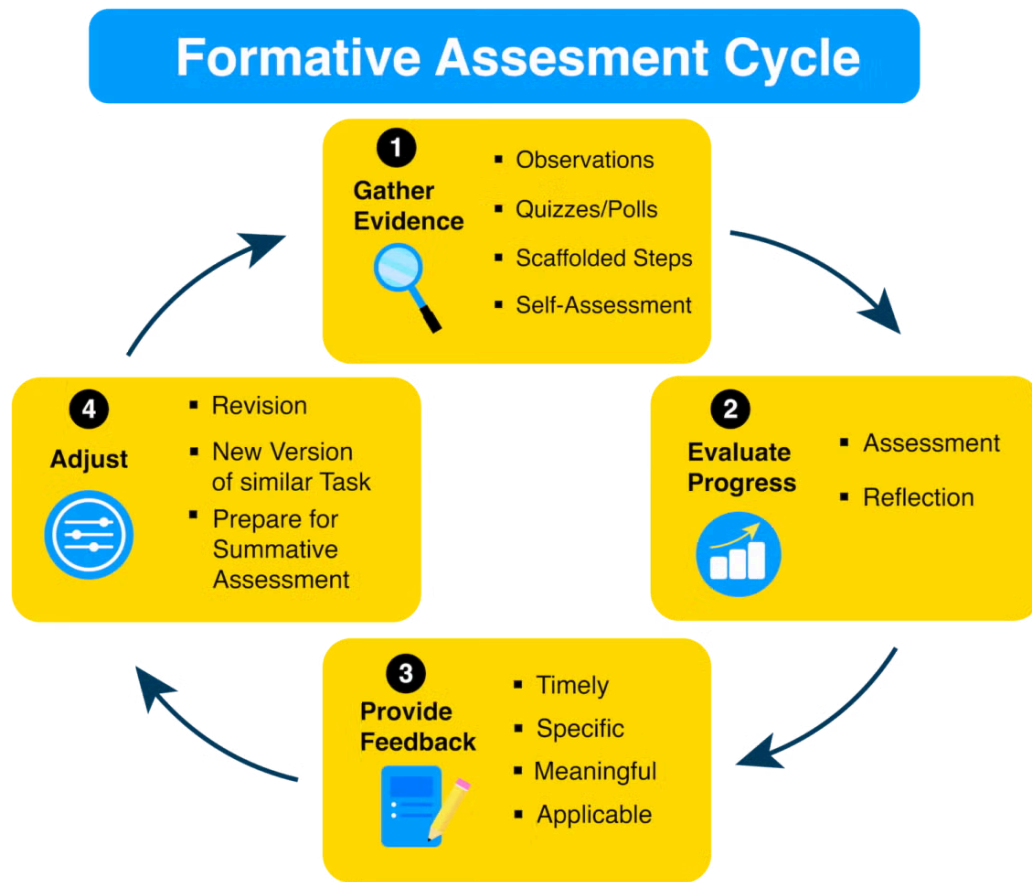 Formative Assesment Cycle
1
Gather
Evidence
▪ Observations
▪ Quizzes/Polls
▪ Scaffolded Steps
▪ Self-Assessment
2
Evaluate
Progress
▪ Assessment
▪ Reflection
3
Provide
Feedback
▪ Timely
▪ Specific
▪ Meaningful
▪ Applicable
4
Adjust
▪ Revision
▪ New Version
of similar Task
▪ Prepare for
Summative
Assessment